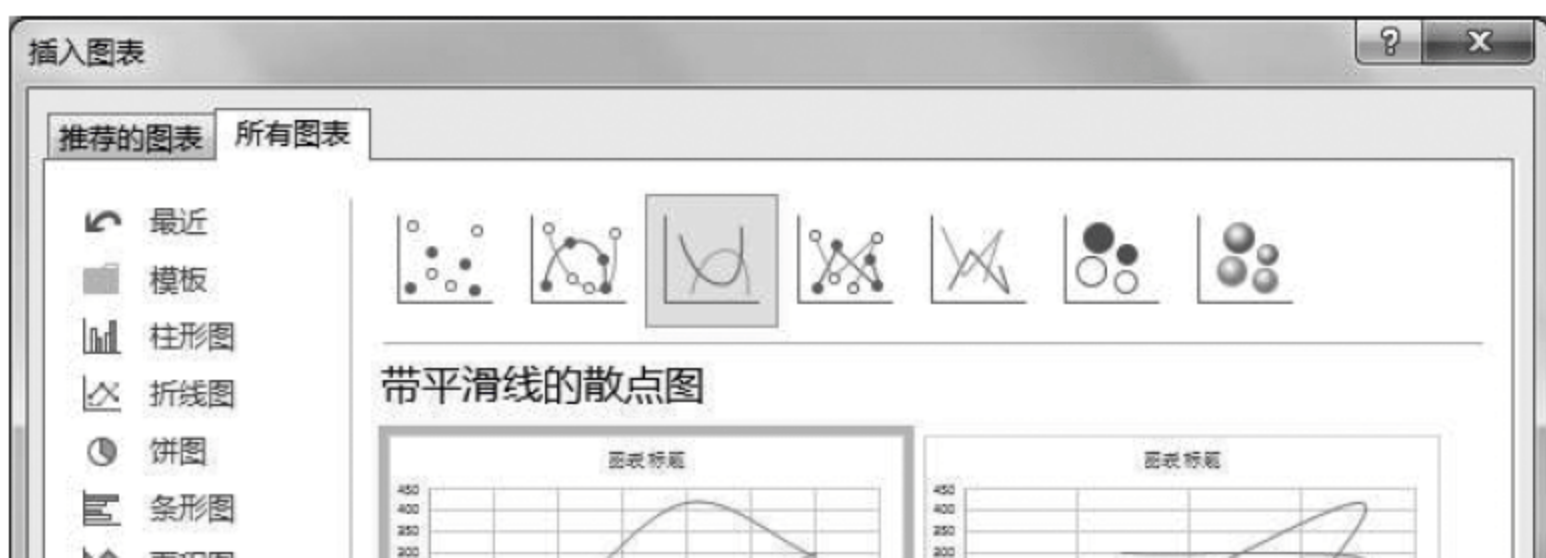 插入图表
推荐的图表 所有图表
最近
模板
柱形图
折线图
饼图
条形图
带平滑线的散点图
图表标题
450
400
350
300
图表标题
450
400
350
300